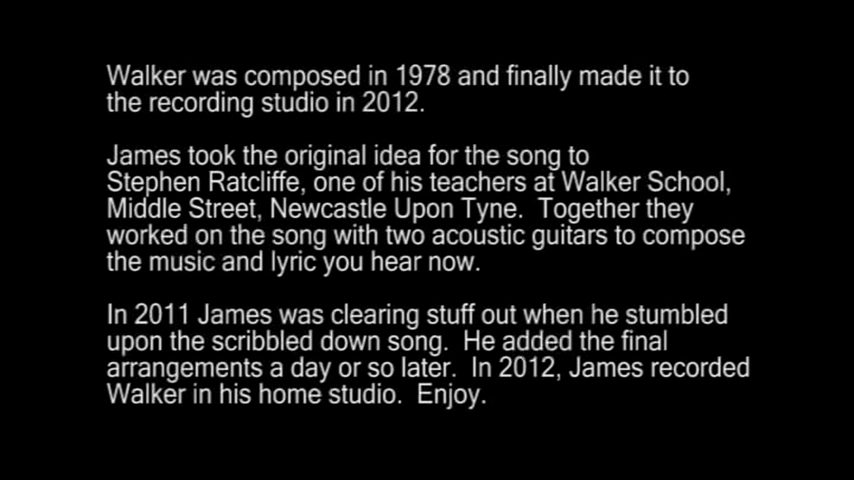 Walker was composed in 1978 and finally made it to
the recording studio in 2012.
James took the original idea for the song to
Stephen Ratcliffe, one of his teachers at Walker School,
Middle Street, Newcastle Upon Tyne.  Together they
worked on the song with two acoustic guitars to compose
the music and lyric you hear now.
In 2011 James was clearing stuff out when he stumbled
upon the scribbled down song.  He added the final
arrangements a day or so later.  In 2012, James recorded
Walker in his home studio.  Enjoy.